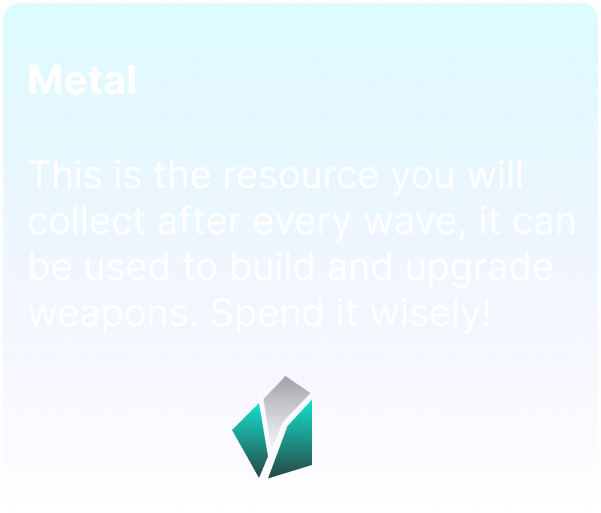 Metal
This is the resource you will
collect after every wave, it can
be used to build and upgrade
weapons. Spend it wisely!